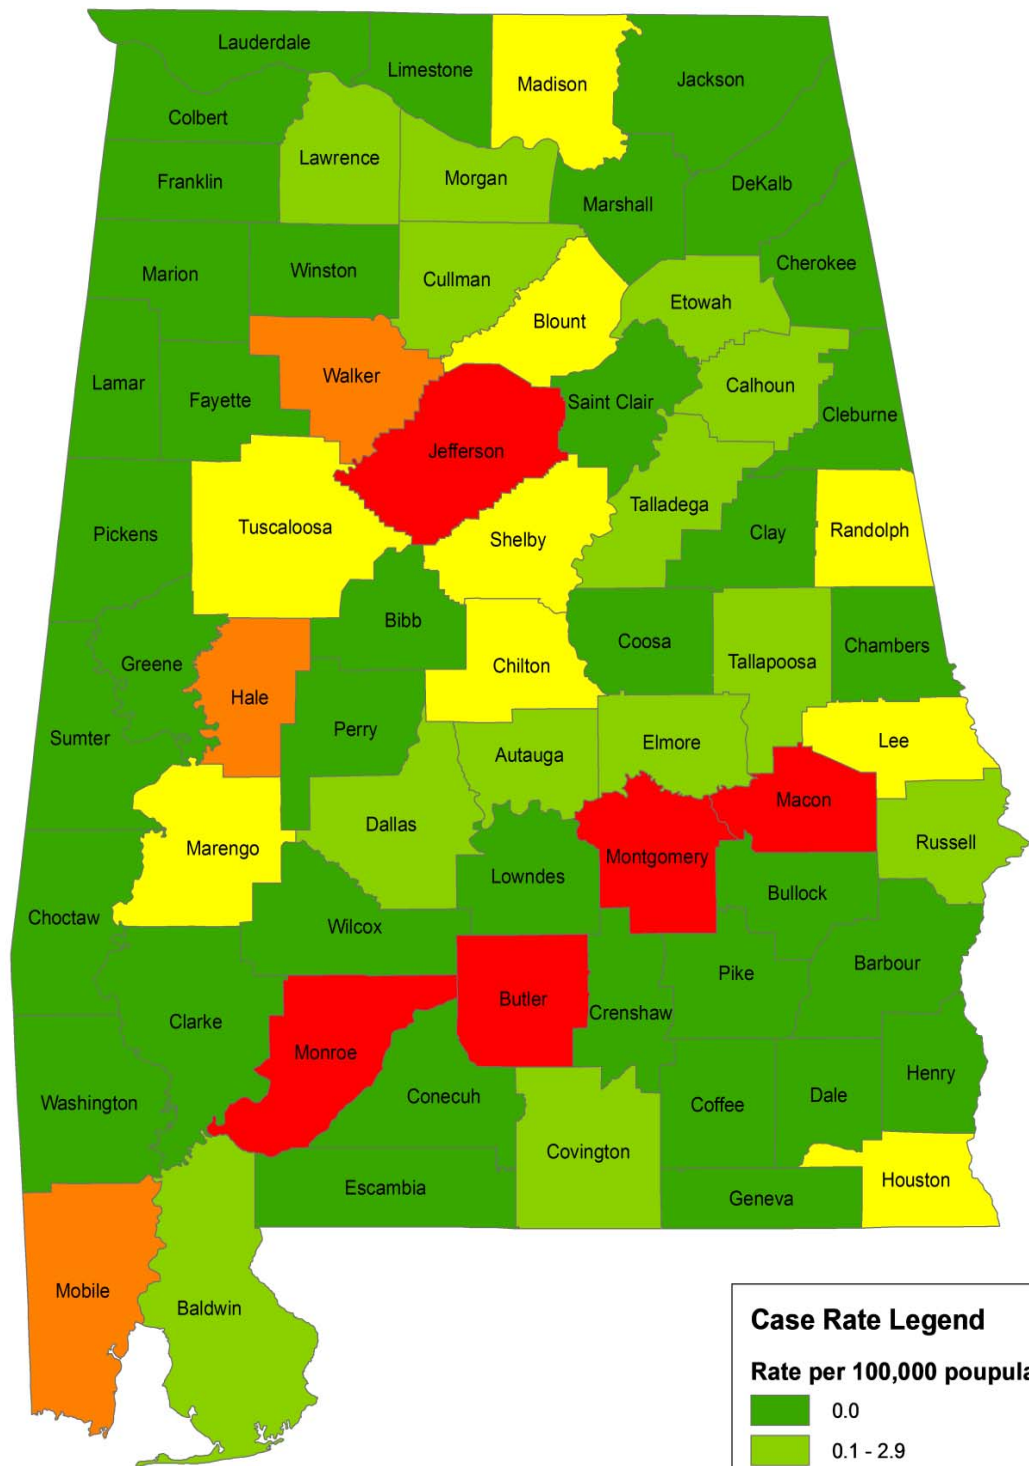 Lauderdale
Limestone
Madison
Jackson
Colbert
Lawrence
Morgan
Franklin
DeKalb
Marshall
Marion
Winston
Cullman
Cherokee
Etowah
Blount
Lamar
Walker
Fayette
Saint Clair
Calhoun
Cleburne
Jefferson
Talladega
Pickens
Tuscaloosa
Shelby
Clay
Randolph
Bibb
Greene
Coosa
Chambers
Chilton
Tallapoosa
Hale
Perry
Sumter
Autauga
Elmore
Lee
Macon
Dallas
Marengo
Montgomery
Russell
Lowndes
Bullock
Choctaw
Wilcox
Pike
Barbour
Butler
Crenshaw
Clarke
Monroe
Washington
Conecuh
Coffee
Dale
Henry
Covington
Escambia
Geneva
Houston
Mobile
Baldwin
Case Rate Legend
Rate per 100,000 poupula
0.0
0.1 - 2.9